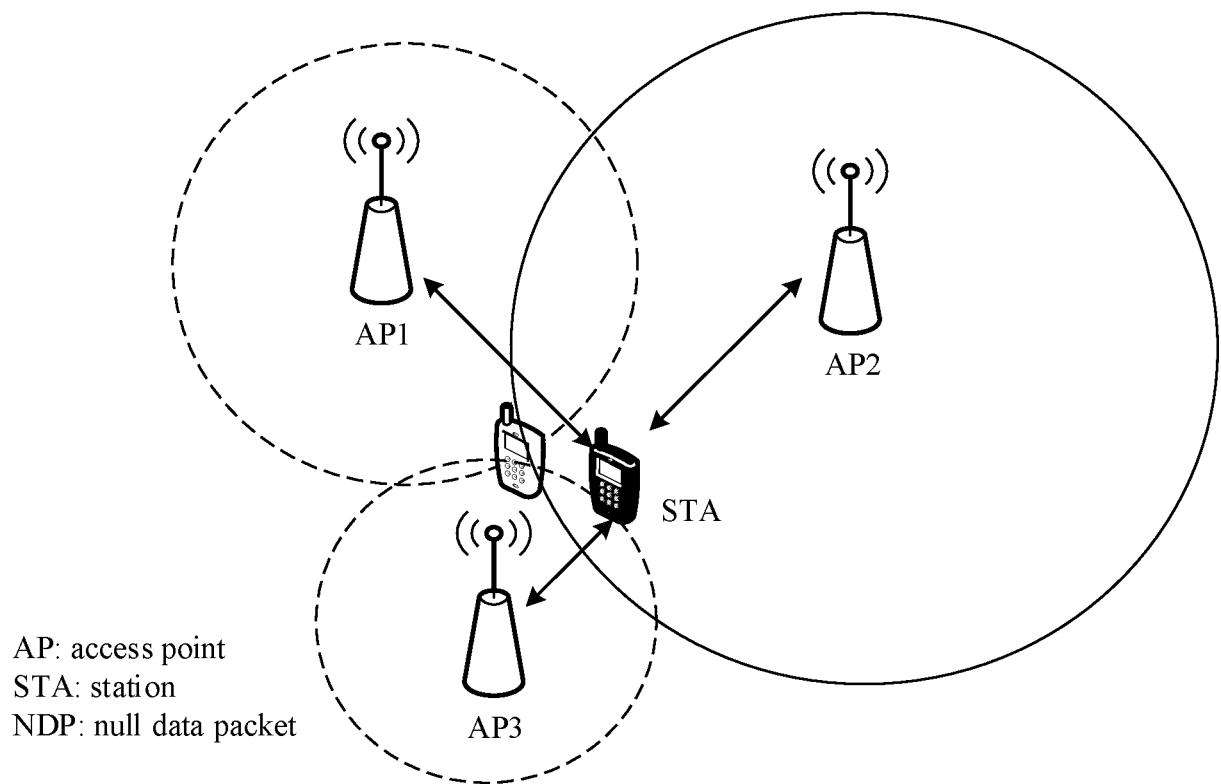 AP1
AP2
STA
AP3
AP: access point
STA: station
NDP: null data packet